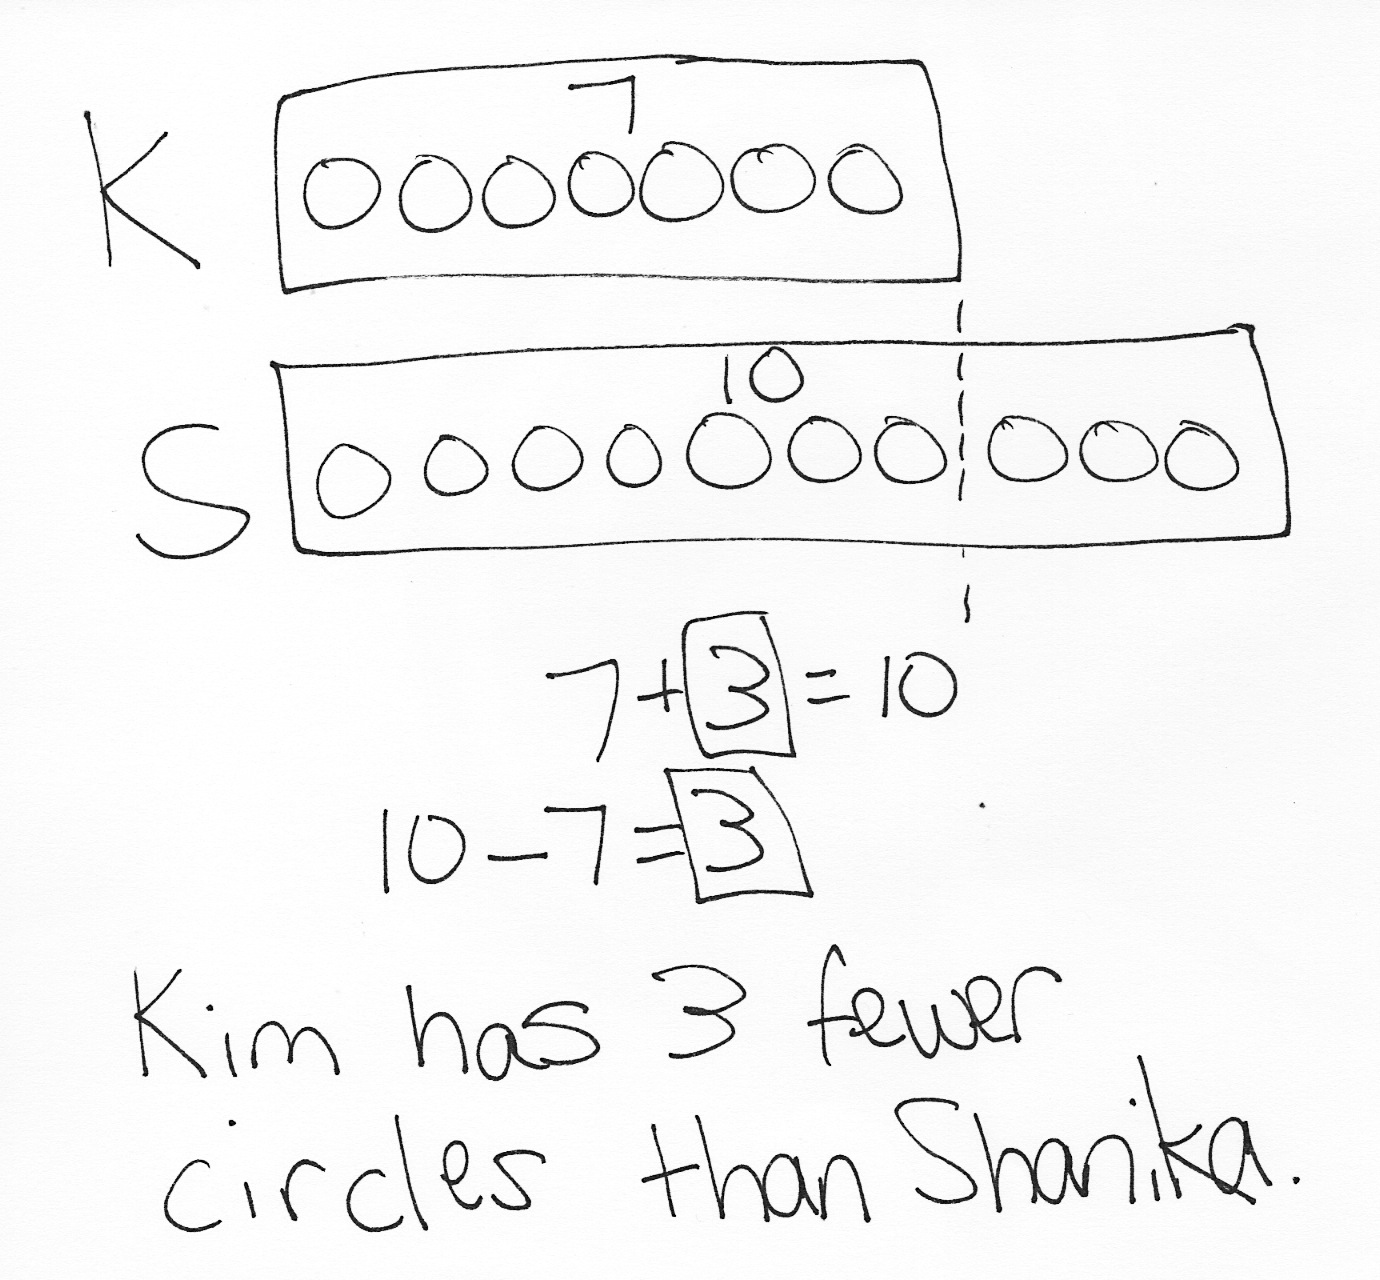 K
7
S
10
7+3=10
10-7=3
Kim has 3 fewer
circles than Shanika.